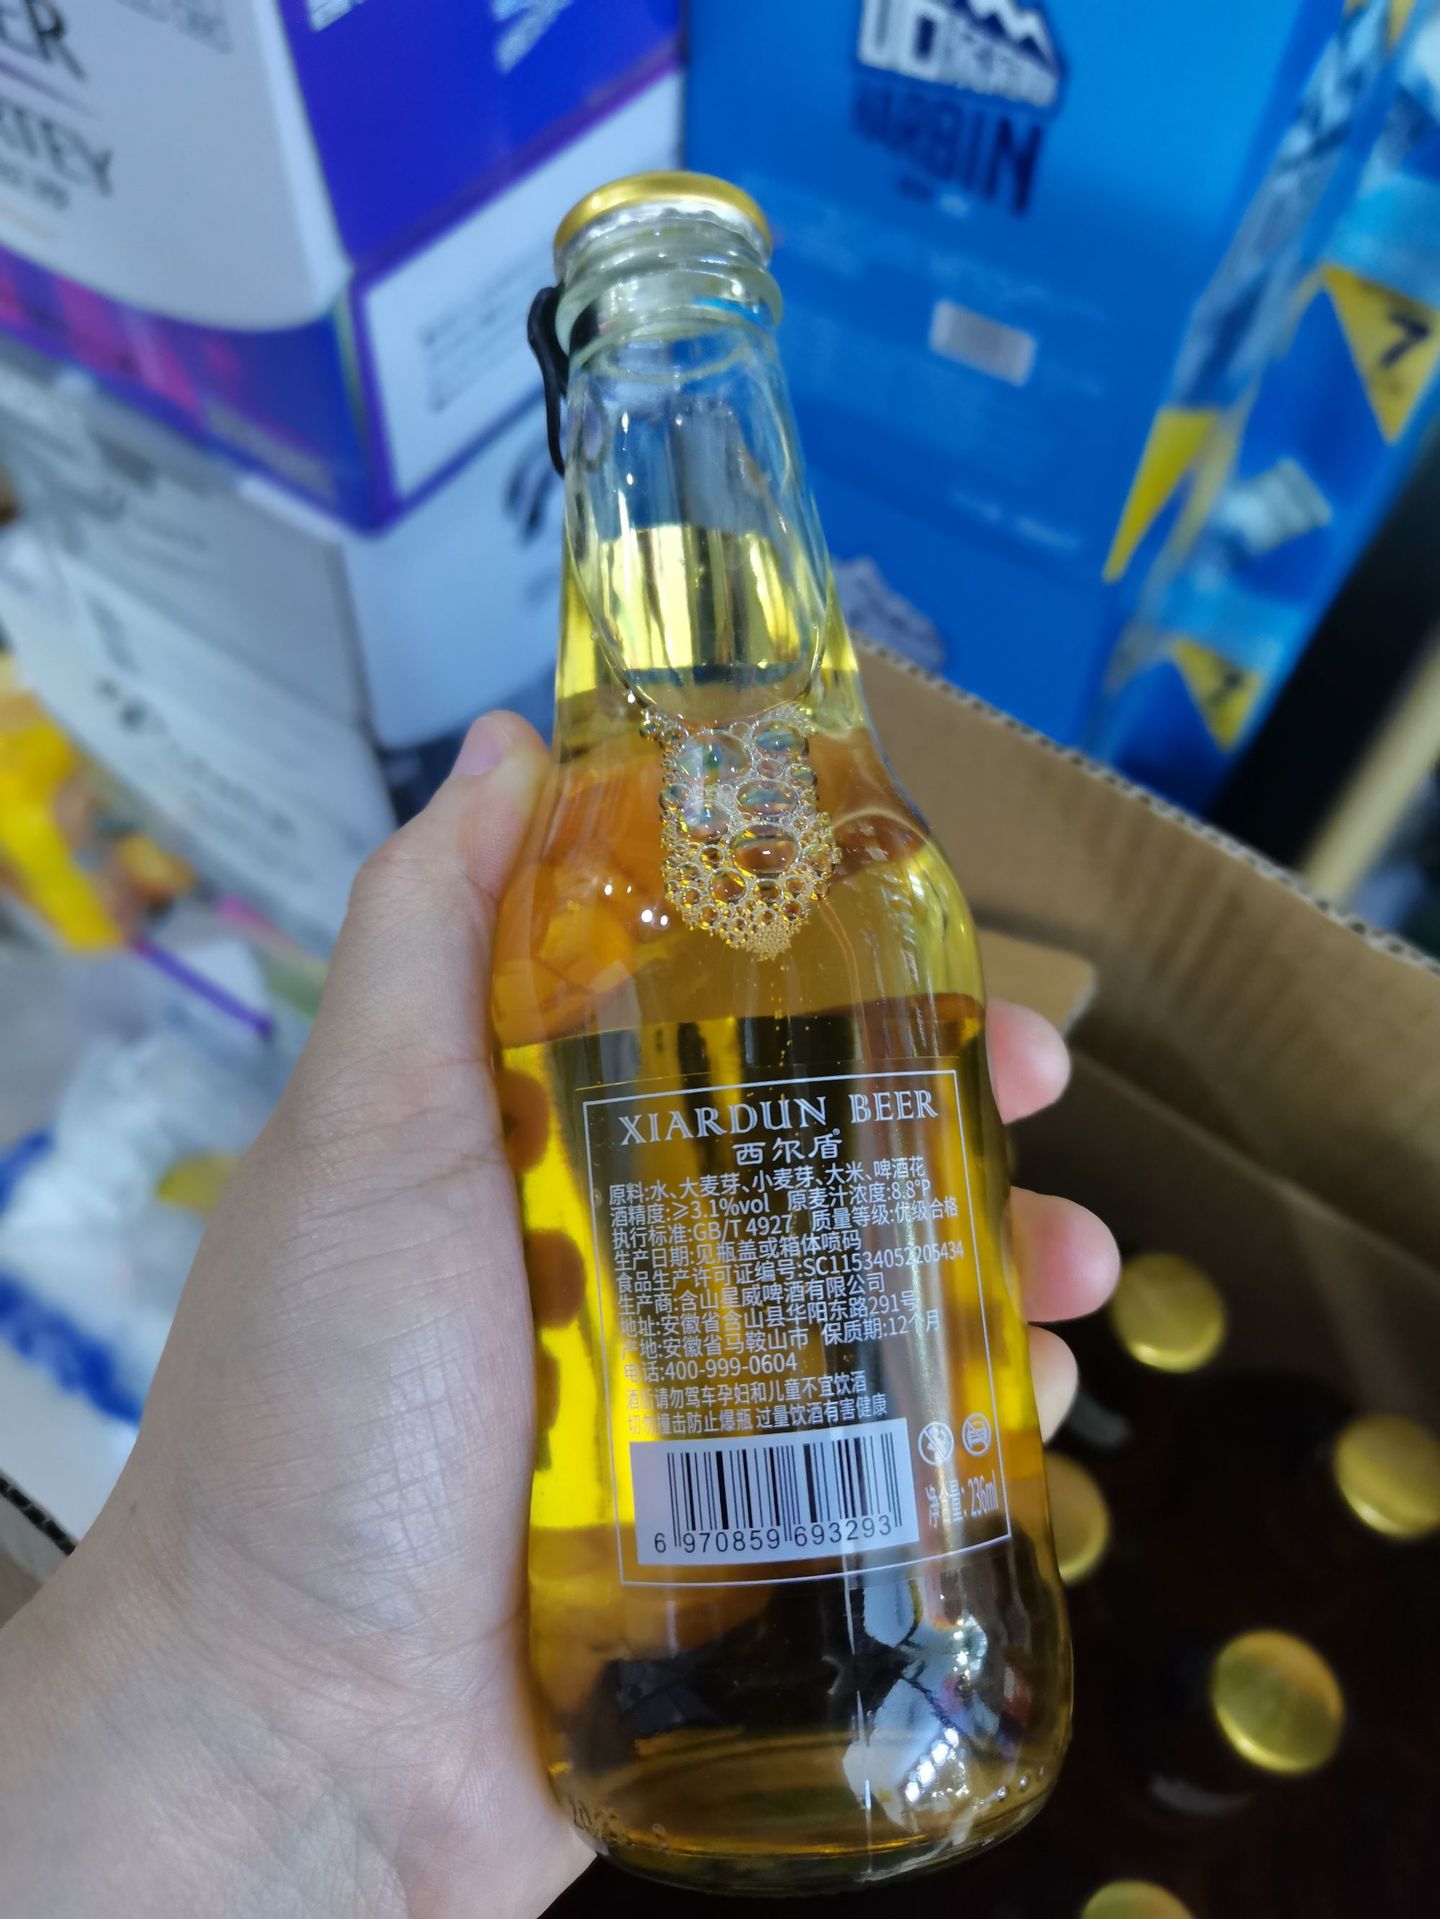 ER
HARBIN
XIARDUN BEER
西尔盾®
原料:水、大麦芽、小麦芽、大米、啤酒花
酒精度:≥3.1%vol 原麦汁浓度:8.8°P
执行标准:GB/T 4927 质量等级:优级合格
生产日期:见瓶盖或箱体喷码
食品生产许可证编号:SC11534052205434
生产商:含山星威啤酒有限公司
地址:安徽省含山县华阳东路291号
产地:安徽省马鞍山市 保质期:12个月
电话:400-999-0604
酒后请勿驾车孕妇和儿童不宜饮酒
切勿撞击防止爆瓶 过量饮酒有害健康
净含量: 236ml
6 970859 693293